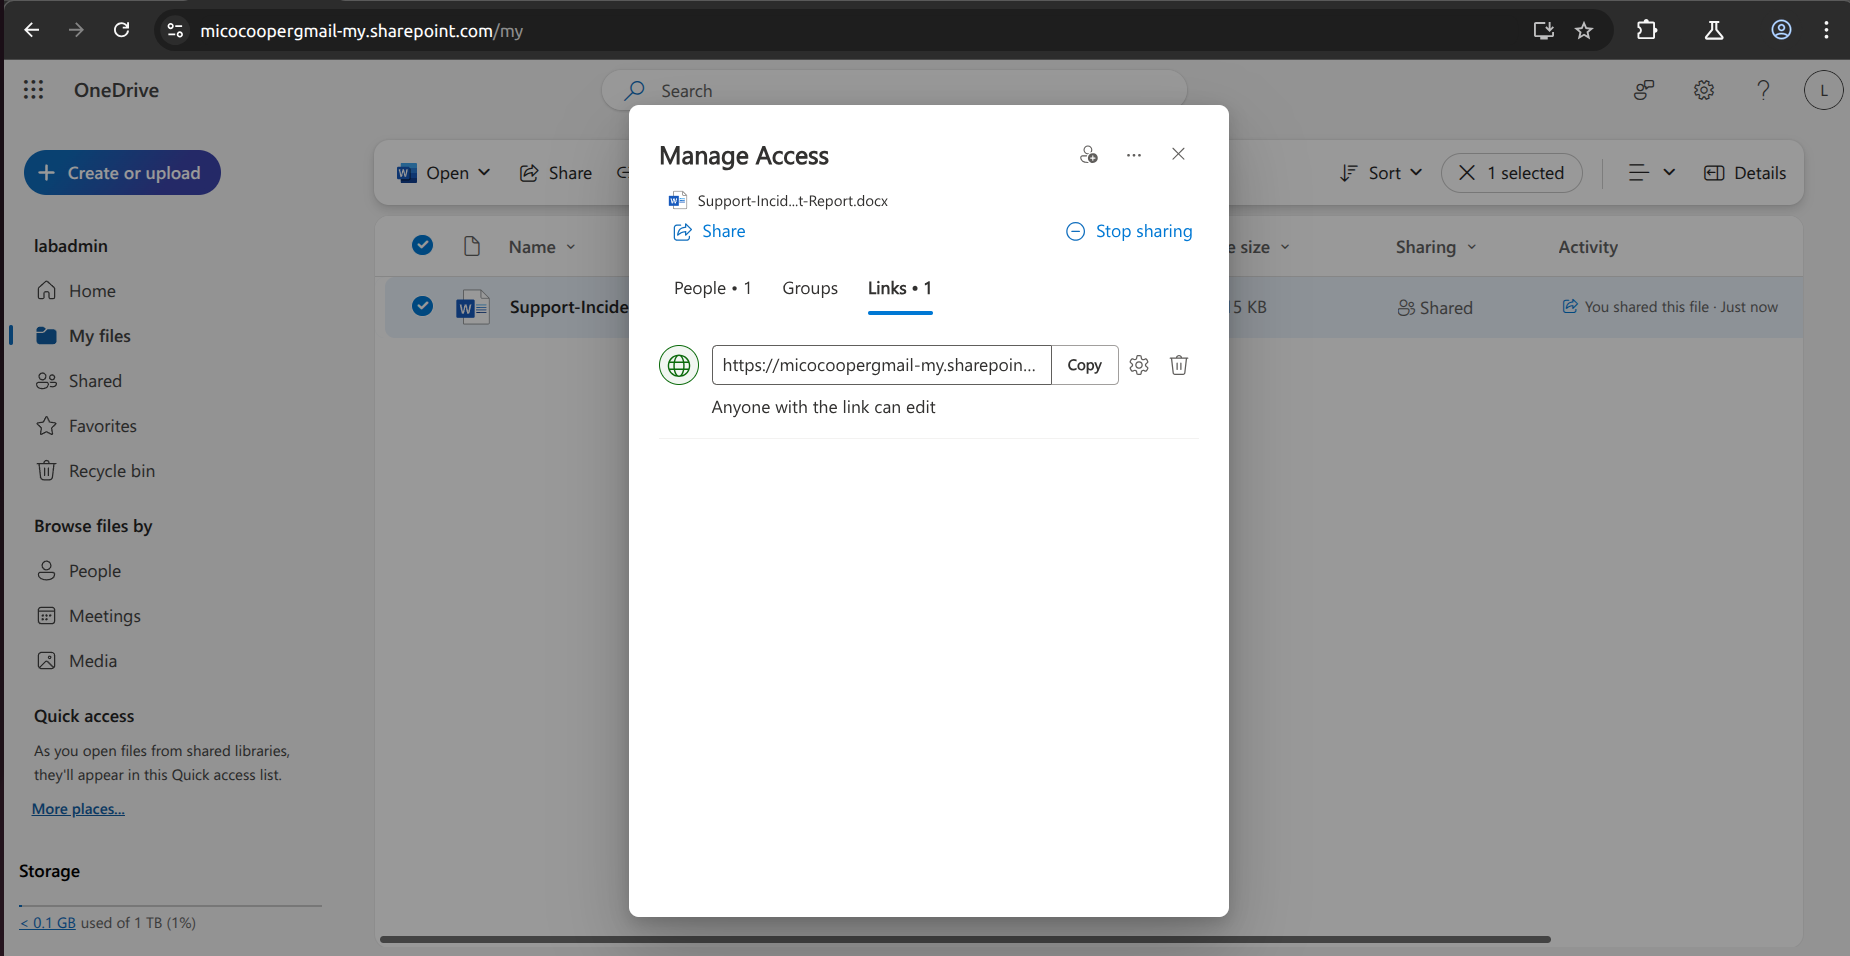 micocoopergmail-my.sharepoint.com/my
OneDrive
Search
L
Create or upload
Open
Share
Sort
1 selected
Details
labadmin
Home
My files
Shared
Favorites
Recycle bin
Browse files by
People
Meetings
Media
Quick access
As you open files from shared libraries,
they'll appear in this Quick access list.
More places...
Storage
< 0.1 GB used of 1 TB (1%)
Name
size
Sharing
Activity
Support-Incide
5 KB
Shared
You shared this file · Just now
Manage Access
Support-Incid...t-Report.docx
Share
Stop sharing
People • 1
Groups
Links • 1
https://micocoopergmail-my.sharepoin...
Copy
Anyone with the link can edit